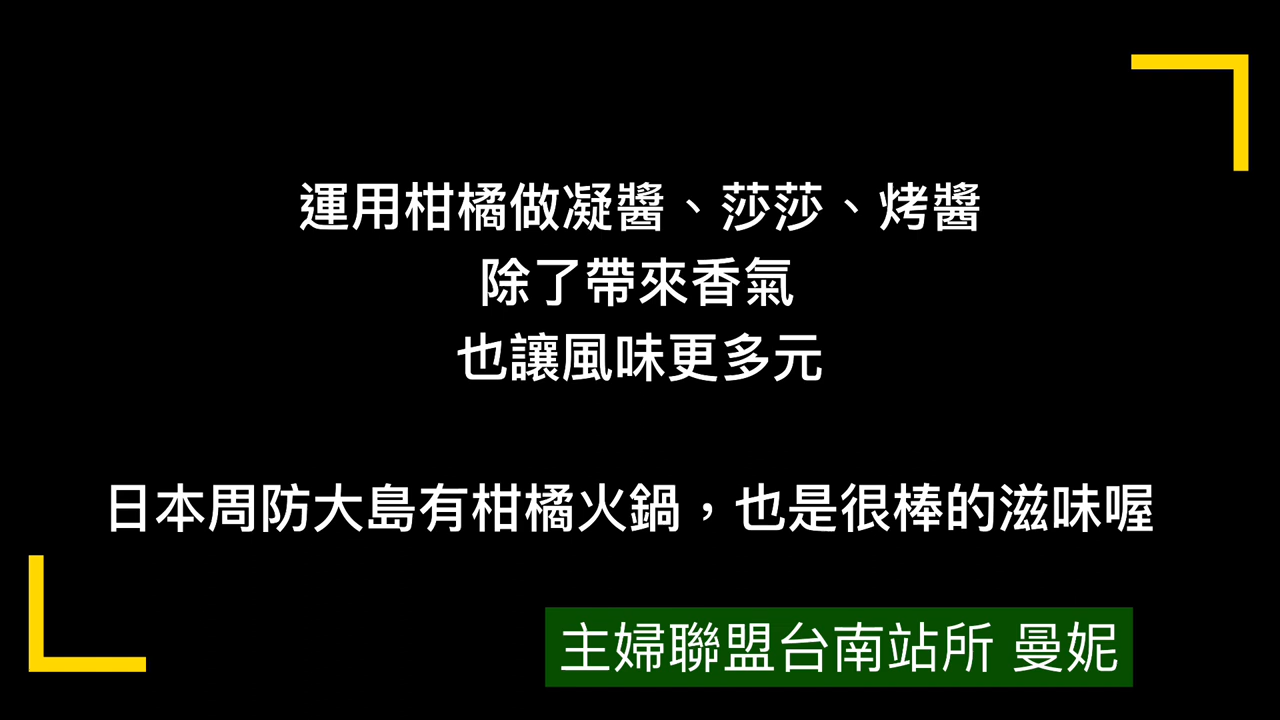 運用柑橘做凝醬、莎莎、烤醬
除了帶來香氣
也讓風味更多元
日本周防大島有柑橘火鍋，也是很棒的滋味喔
主婦聯盟台南站所 曼妮